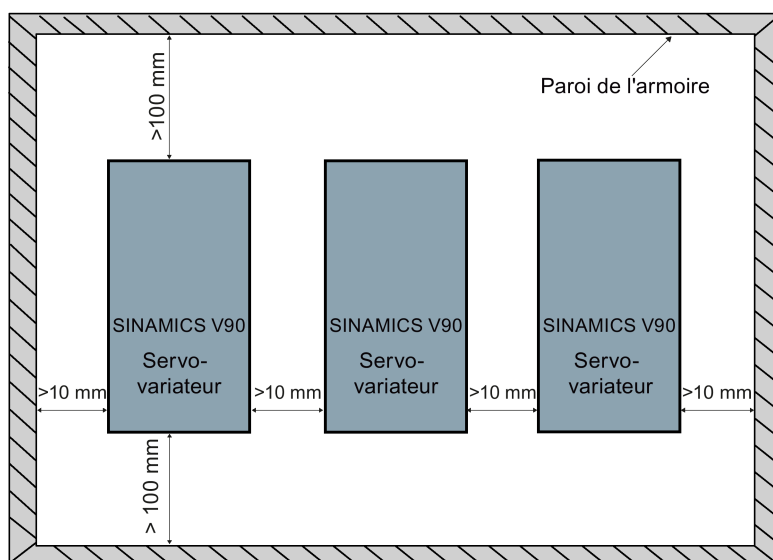 >100 mm
Paroi de l'armoire
SINAMICS V90
Servo-
variateur
SINAMICS V90
Servo-
variateur
SINAMICS V90
Servo-
variateur
>10 mm
>10 mm
>10 mm
>10 mm
> 100 mm